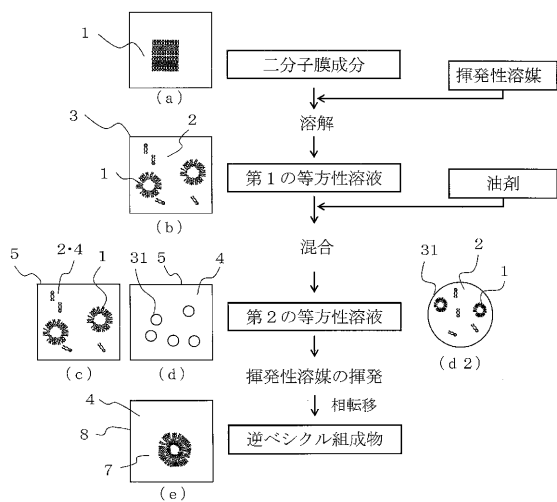 1
(a)
二分子膜成分
揮発性溶媒
溶解
3
2
1
(b)
第1の等方性溶液
油剤
混合
5
2・4
1
(c)
5
31
4
(d)
第2の等方性溶液
31
2
1
(d2)
揮発性溶媒の揮発
相転移
4
8
7
(e)
逆ベシクル組成物